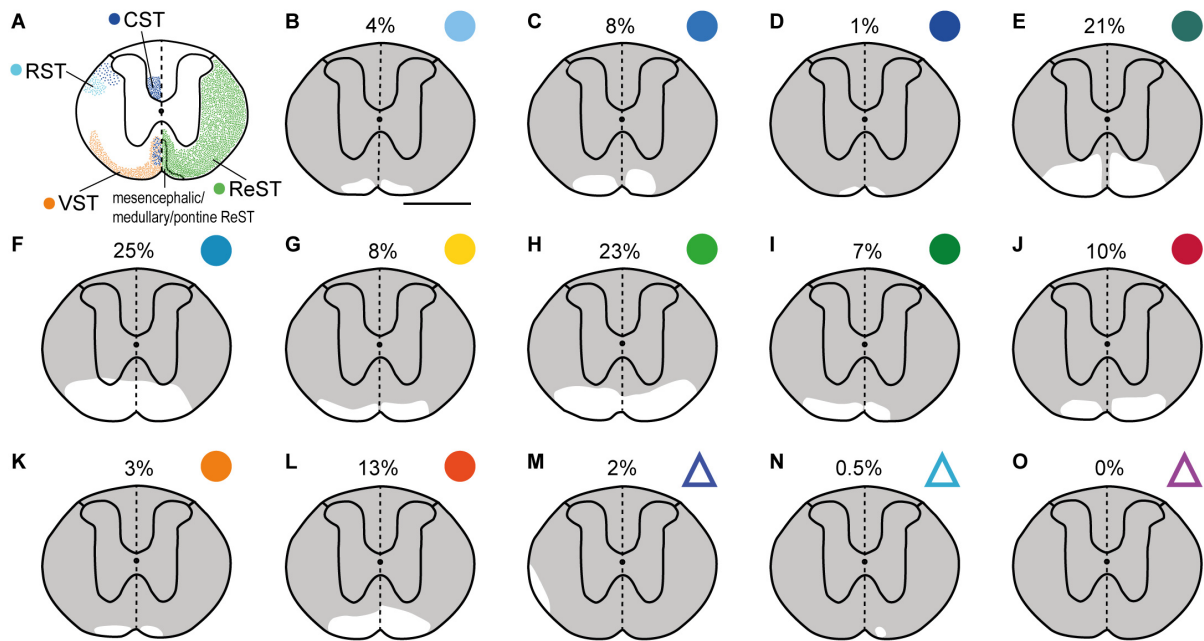 A
CST
RST
VST
ReST
mesencephalic/
medullary/pontine ReST
B
4%
C
8%
D
1%
E
21%
F
25%
G
8%
H
23%
I
7%
J
10%
K
3%
L
13%
M
2%
N
0.5%
O
0%